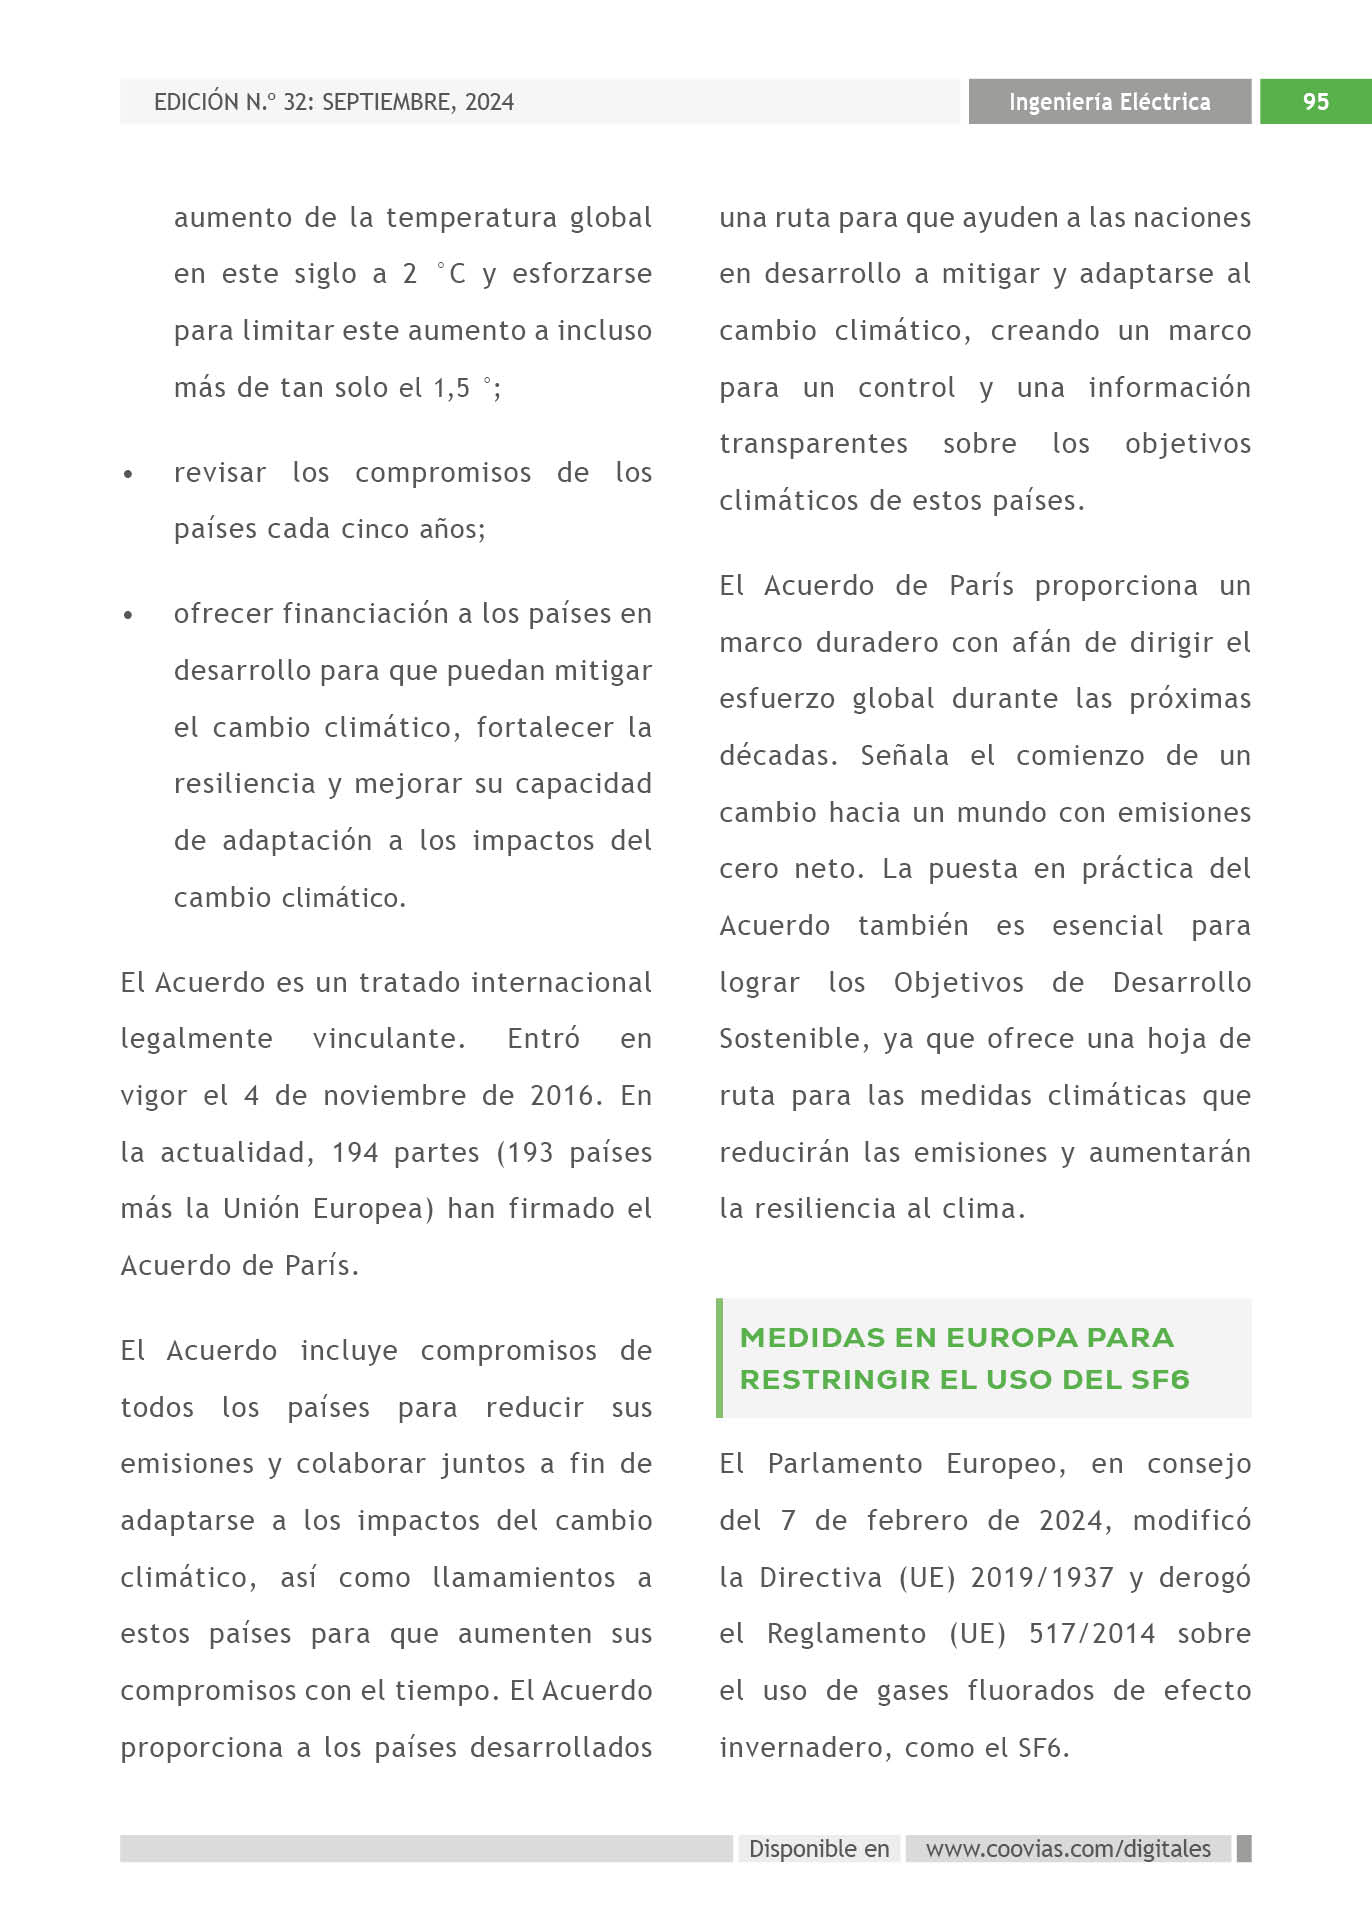 EDICIÓN N.º 32: SEPTIEMBRE, 2024
Ingeniería Eléctrica
95
aumento de la temperatura global
en este siglo a 2 °C y esforzarse
para limitar este aumento a incluso
más de tan solo el 1,5 °;
• revisar los compromisos de los
países cada cinco años;
• ofrecer financiación a los países en
desarrollo para que puedan mitigar
el cambio climático, fortalecer la
resiliencia y mejorar su capacidad
de adaptación a los impactos del
cambio climático.
El Acuerdo es un tratado internacional
legalmente vinculante. Entró en
vigor el 4 de noviembre de 2016. En
la actualidad, 194 partes (193 países
más la Unión Europea) han firmado el
Acuerdo de París.
El Acuerdo incluye compromisos de
todos los países para reducir sus
emisiones y colaborar juntos a fin de
adaptarse a los impactos del cambio
climático, así como llamamientos a
estos países para que aumenten sus
compromisos con el tiempo. El Acuerdo
proporciona a los países desarrollados
una ruta para que ayuden a las naciones
en desarrollo a mitigar y adaptarse al
cambio climático, creando un marco
para un control y una información
transparentes sobre los objetivos
climáticos de estos países.
El Acuerdo de París proporciona un
marco duradero con afán de dirigir el
esfuerzo global durante las próximas
décadas. Señala el comienzo de un
cambio hacia un mundo con emisiones
cero neto. La puesta en práctica del
Acuerdo también es esencial para
lograr los Objetivos de Desarrollo
Sostenible, ya que ofrece una hoja de
ruta para las medidas climáticas que
reducirán las emisiones y aumentarán
la resiliencia al clima.
MEDIDAS EN EUROPA PARA
RESTRINGIR EL USO DEL SF6
El Parlamento Europeo, en consejo
del 7 de febrero de 2024, modificó
la Directiva (UE) 2019/1937 y derogó
el Reglamento (UE) 517/2014 sobre
el uso de gases fluorados de efecto
invernadero, como el SF6.
Disponible en
www.coovias.com/digitales